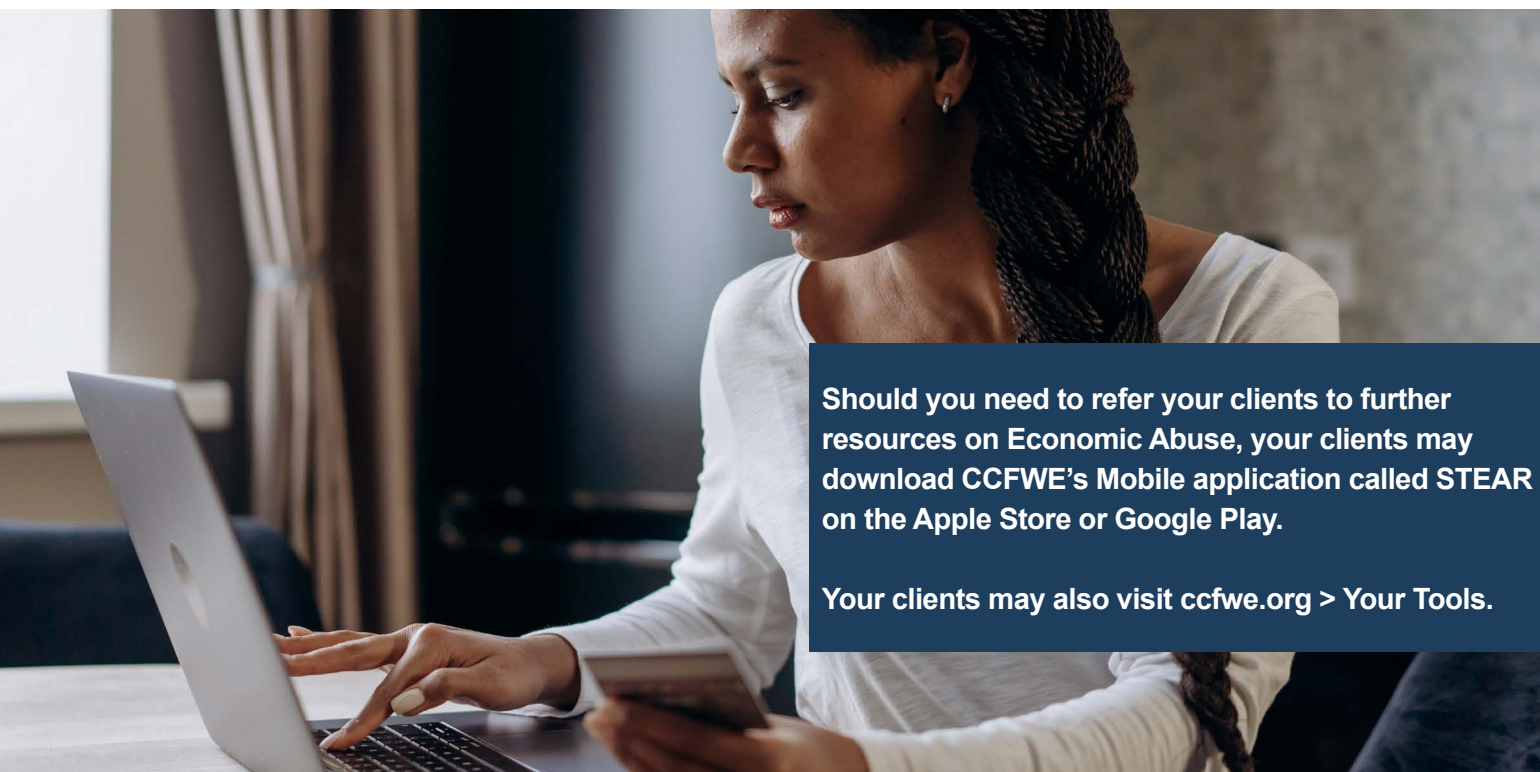 Should you need to refer your clients to further
resources on Economic Abuse, your clients may
download CCFWE’s Mobile application called STEAR
on the Apple Store or Google Play.
Your clients may also visit ccfwe.org > Your Tools.